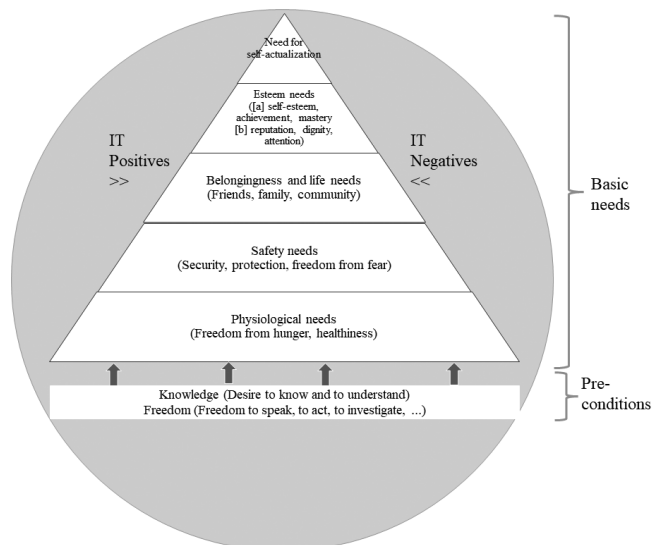 Need for
self-actualization
Esteem needs
([a] self-esteem,
achievement, mastery
[b] reputation, dignity,
attention)
IT
Positives
>>
IT
Negatives
<<
Belongingness and life needs
(Friends, family, community)
Safety needs
(Security, protection, freedom from fear)
Physiological needs
(Freedom from hunger, healthiness)
Basic
needs
Knowledge (Desire to know and to understand)
Freedom (Freedom to speak, to act, to investigate, ...)
Pre-
conditions